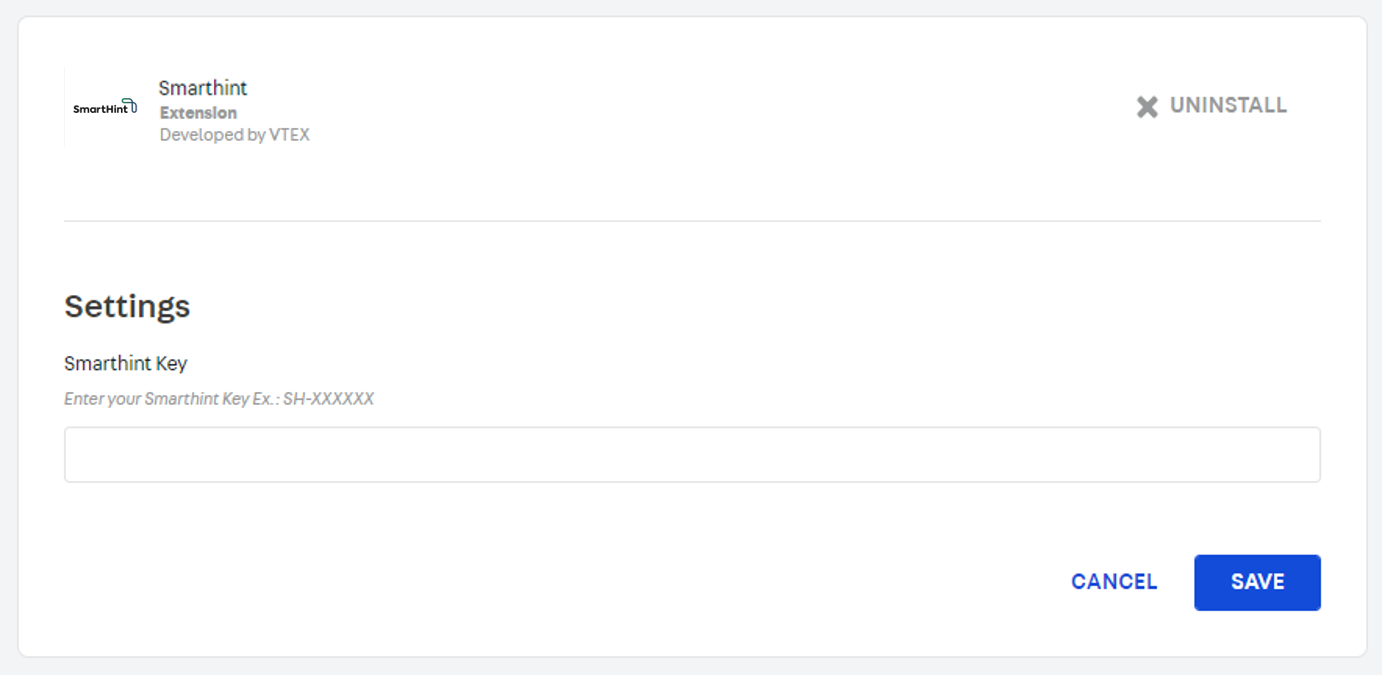 SmartHint
Smarthint
Extension
Developed by VTEX
UNINSTALL
Settings
Smarthint Key
Enter your Smarthint Key Ex.: SH-XXXXXX
CANCEL
SAVE